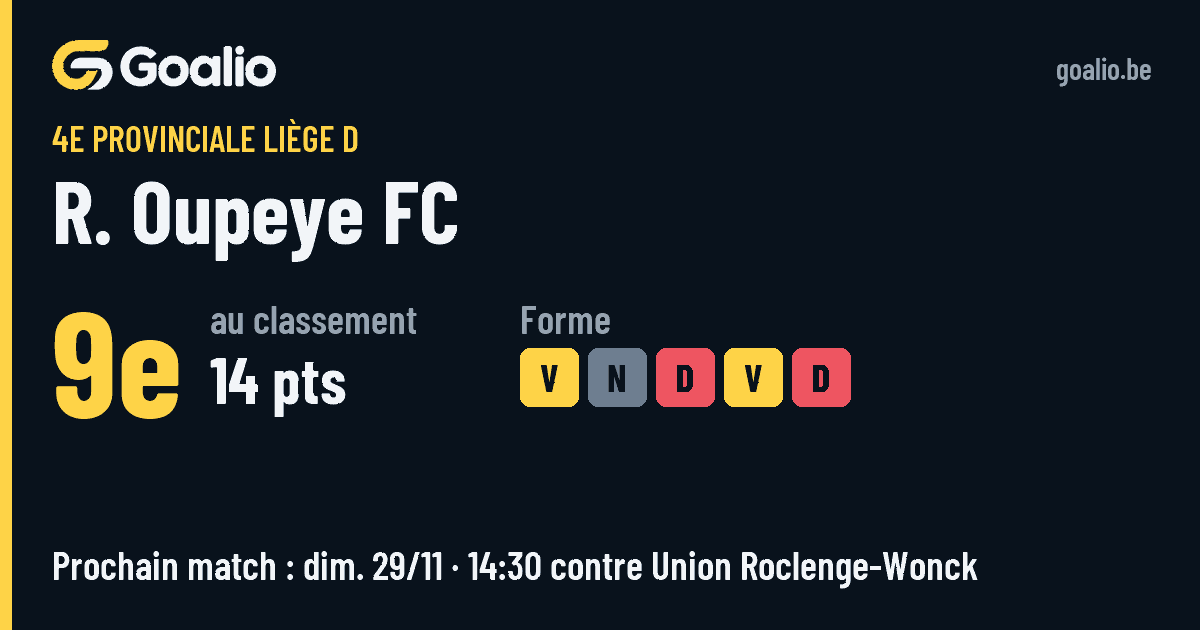 Goalio
goalio.be
4E PROVINCIALE LIÈGE D
R. Oupeye FC
9e
au classement
14 pts
Forme
V N D V D
Prochain match : dim. 29/11 · 14:30 contre Union Roclenge-Wonck